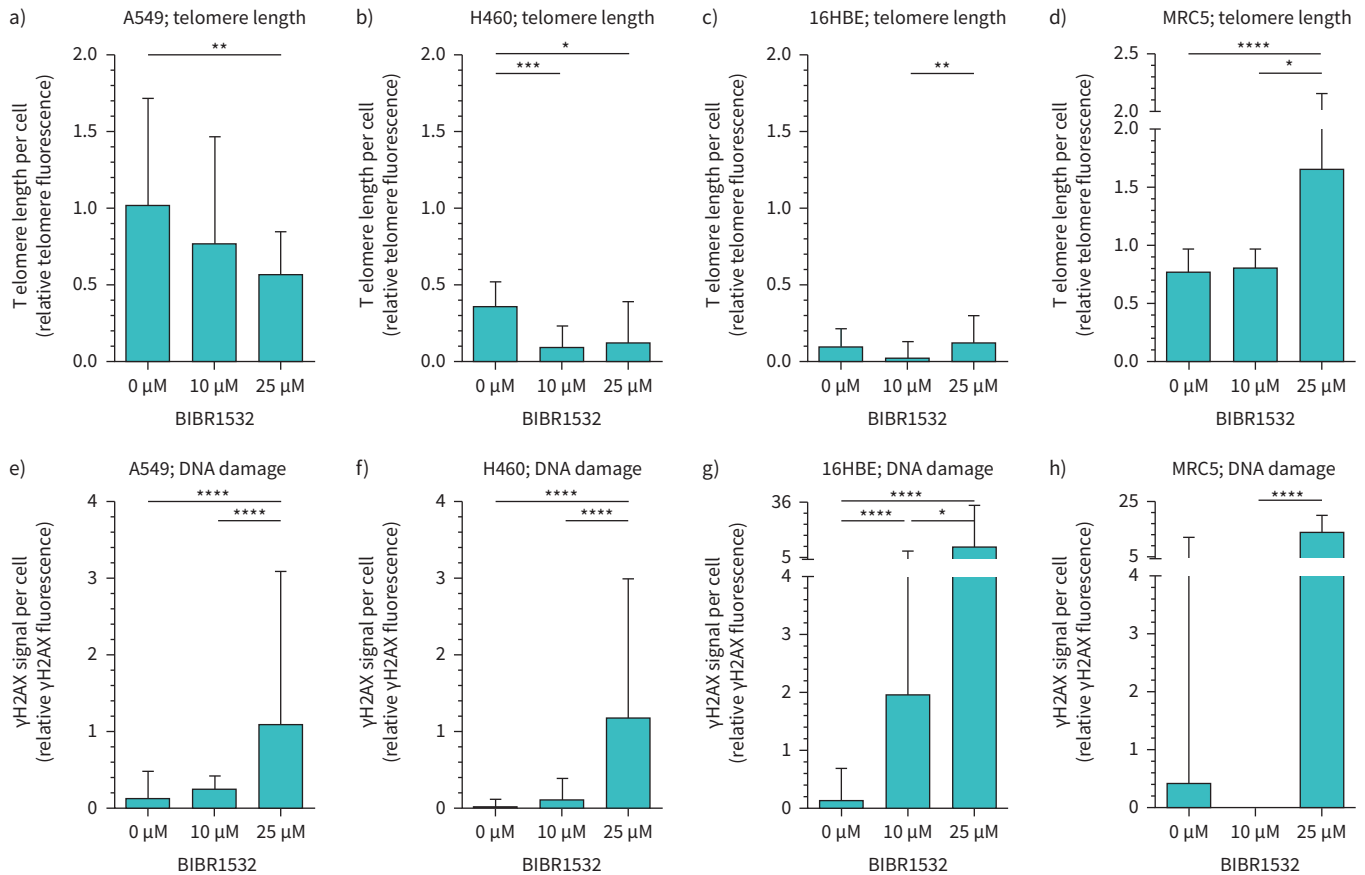 a)
A549; telomere length
T telomere length per cell
(relative telomere fluorescence)
2.0
1.5
1.0
0.5
0.0
**
0 µM 10 µM 25 µM
BIBR1532
b)
H460; telomere length
T telomere length per cell
(relative telomere fluorescence)
2.0
1.5
1.0
0.5
0.0
*
***
0 µM 10 µM 25 µM
BIBR1532
c)
16HBE; telomere length
T telomere length per cell
(relative telomere fluorescence)
2.0
1.5
1.0
0.5
0.0
**
0 µM 10 µM 25 µM
BIBR1532
d)
MRC5; telomere length
T telomere length per cell
(relative telomere fluorescence)
2.5
2.0
2.0
1.5
1.0
0.5
0.0
****
*
0 µM 10 µM 25 µM
BIBR1532
e)
A549; DNA damage
γH2AX signal per cell
(relative γH2AX fluorescence)
4
3
2
1
0
****
****
0 µM 10 µM 25 µM
BIBR1532
f)
H460; DNA damage
γH2AX signal per cell
(relative γH2AX fluorescence)
4
3
2
1
0
****
****
0 µM 10 µM 25 µM
BIBR1532
g)
16HBE; DNA damage
γH2AX signal per cell
(relative γH2AX fluorescence)
36
5
4
3
2
1
0
****
****
*
0 µM 10 µM 25 µM
BIBR1532
h)
MRC5; DNA damage
γH2AX signal per cell
(relative γH2AX fluorescence)
25
5
4
3
2
1
0
****
0 µM 10 µM 25 µM
BIBR1532